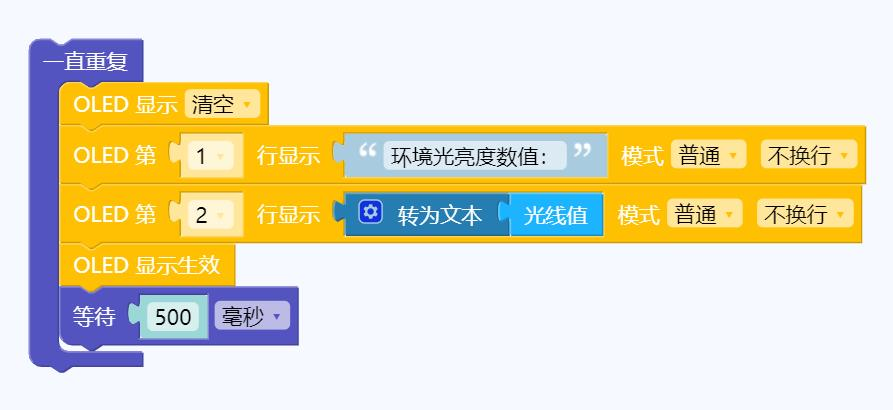 一直重复
OLED 显示 清空
OLED 第 1 行显示 “ 环境光亮度数值： ” 模式 普通 不换行
OLED 第 2 行显示 转为文本 光线值 模式 普通 不换行
OLED 显示生效
等待 500 毫秒